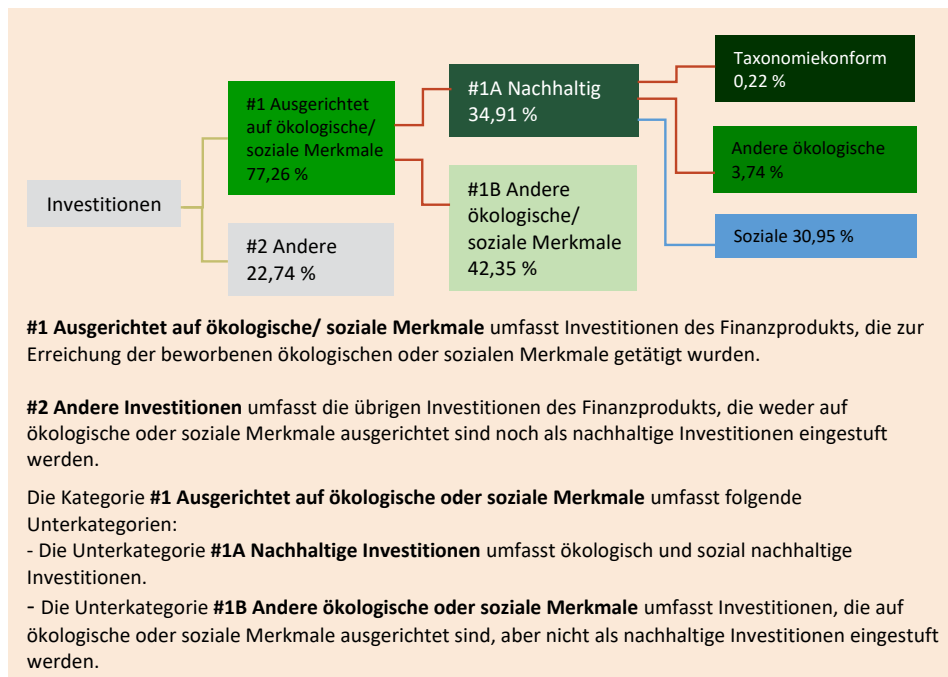 Investitionen
#1 Ausgerichtet
auf ökologische/
soziale Merkmale
77,26 %
#2 Andere
22,74 %
#1A Nachhaltig
34,91 %
#1B Andere
ökologische/
soziale Merkmale
42,35 %
Taxonomiekonform
0,22 %
Andere ökologische
3,74 %
Soziale 30,95 %
#1 Ausgerichtet auf ökologische/ soziale Merkmale umfasst Investitionen des Finanzprodukts, die zur
Erreichung der beworbenen ökologischen oder sozialen Merkmale getätigt wurden.
#2 Andere Investitionen umfasst die übrigen Investitionen des Finanzprodukts, die weder auf
ökologische oder soziale Merkmale ausgerichtet sind noch als nachhaltige Investitionen eingestuft
werden.
Die Kategorie #1 Ausgerichtet auf ökologische oder soziale Merkmale umfasst folgende
Unterkategorien:
- Die Unterkategorie #1A Nachhaltige Investitionen umfasst ökologisch und sozial nachhaltige
Investitionen.
- Die Unterkategorie #1B Andere ökologische oder soziale Merkmale umfasst Investitionen, die auf
ökologische oder soziale Merkmale ausgerichtet sind, aber nicht als nachhaltige Investitionen eingestuft
werden.